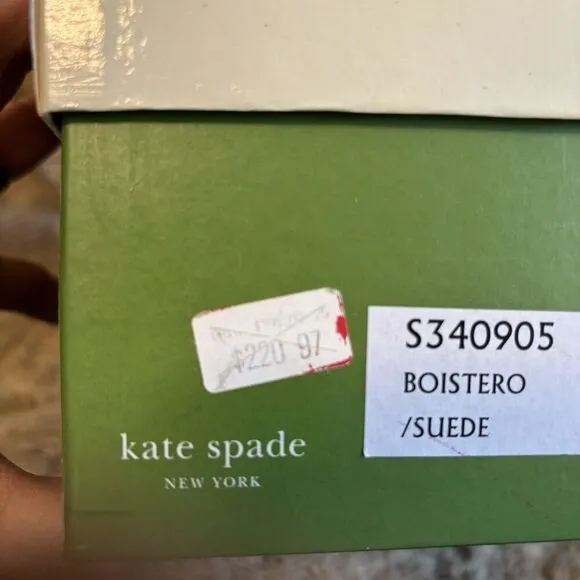 $220 97
S340905
BOISTERO
/SUEDE
kate spade
NEW YORK